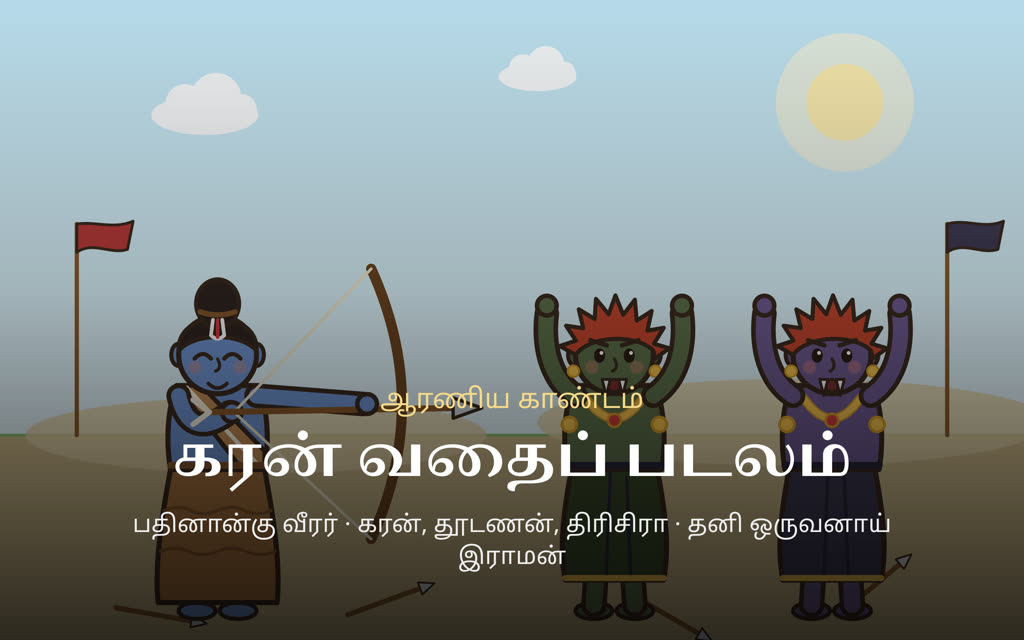 ஆரணிய காண்டம்
கரன் வதைப் படலம்
பதினான்கு வீரர் · கரன், தூடணன், திரிசிரா · தனி ஒருவனாய்
இராமன்